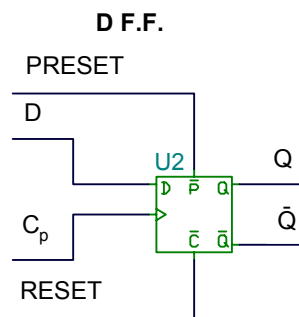 D F.F.
PRESET
D
U2
Q
D P̅ Q
Cp
C̅ Q̅
Q̅
RESET